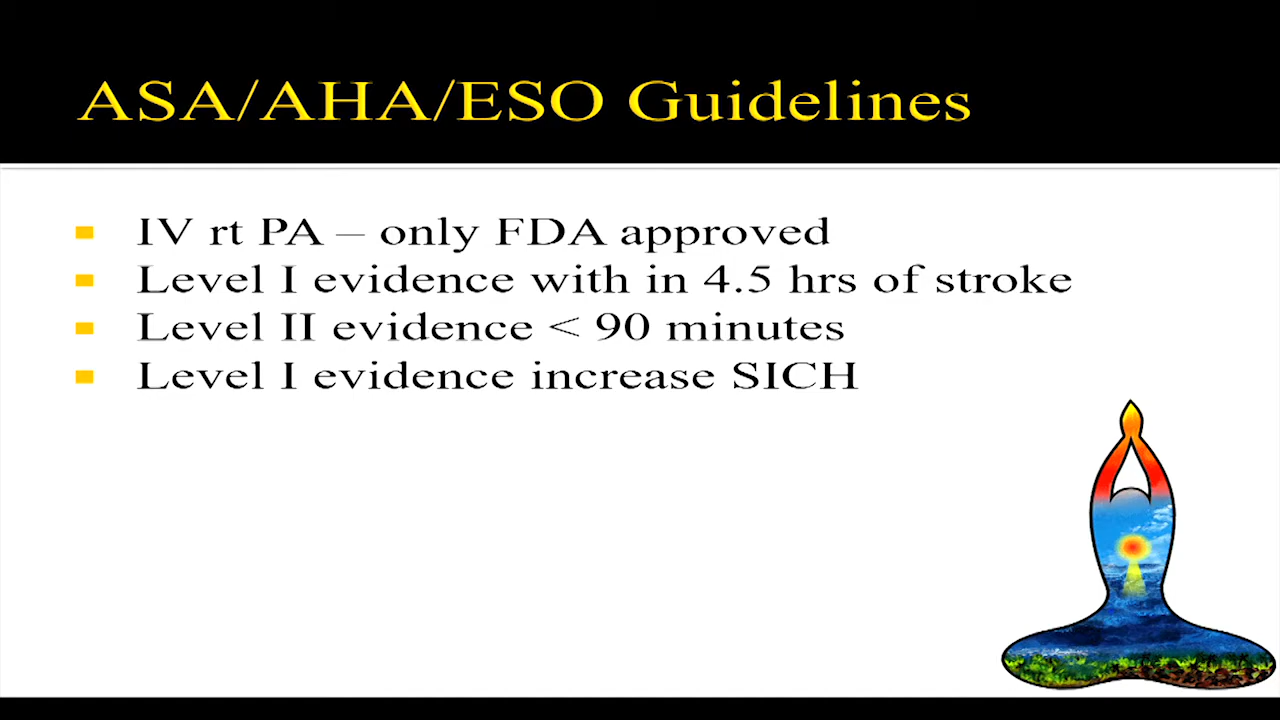 ASA/AHA/ESO Guidelines
IV rt PA – only FDA approved
Level I evidence with in 4.5 hrs of stroke
Level II evidence < 90 minutes
Level I evidence increase SICH